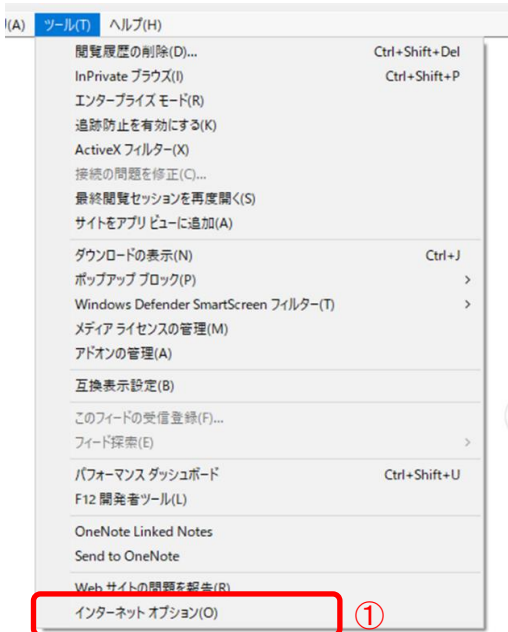 (A) ツール(T) ヘルプ(H)
閲覧履歴の削除(D)... Ctrl+Shift+Del
InPrivate ブラウズ(I) Ctrl+Shift+P
エンタープライズ モード(R)
追跡防止を有効にする(K)
ActiveX フィルター(X)
接続の問題を修正(C)...
最終閲覧セッションを再度開く(S)
サイトをアプリ ビューに追加(A)
ダウンロードの表示(N) Ctrl+J
ポップアップ ブロック(P) >
Windows Defender SmartScreen フィルター(T) >
メディア ライセンスの管理(M)
アドオンの管理(A)
互換表示設定(B)
このフィードの受信登録(F)...
フィード探索(E) >
パフォーマンス ダッシュボード Ctrl+Shift+U
F12 開発者ツール(L)
OneNote Linked Notes
Send to OneNote
Web サイトの問題を報告(R)
インターネット オプション(O) ①